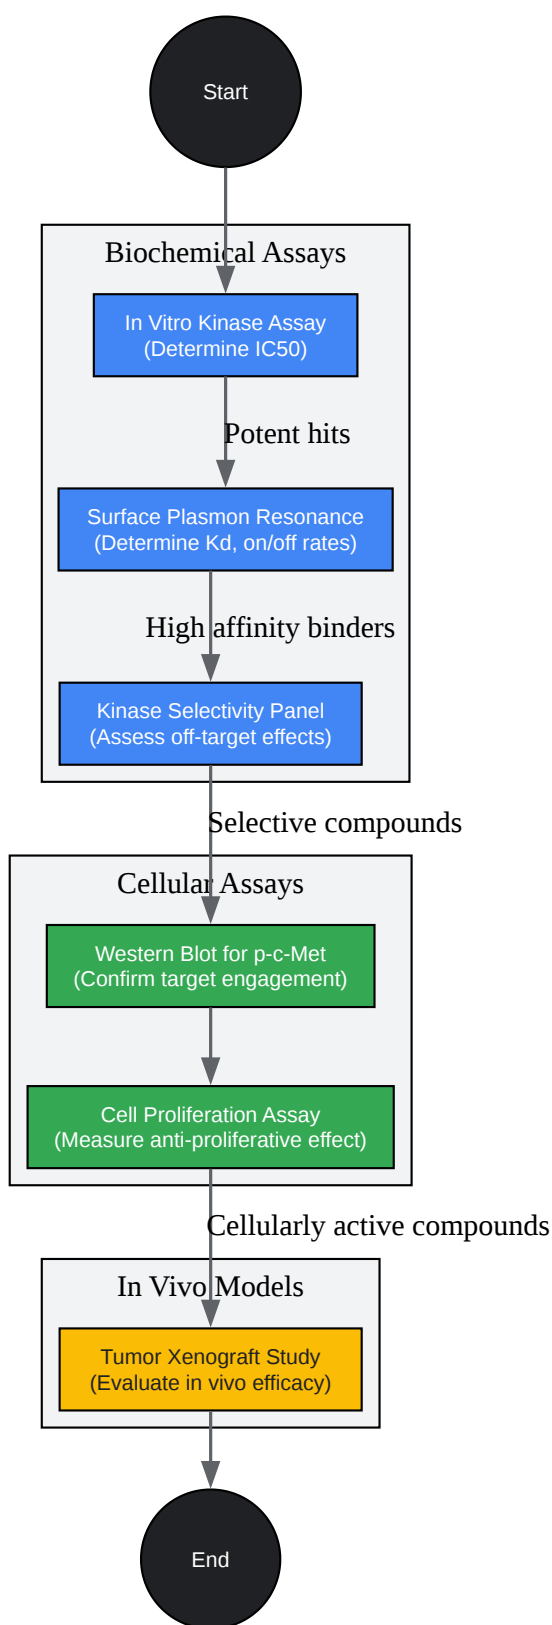 Start
Biochemical Assays
In Vitro Kinase Assay
(Determine IC50)
Potent hits
Surface Plasmon Resonance
(Determine Kd, on/off rates)
High affinity binders
Kinase Selectivity Panel
(Assess off-target effects)
Selective compounds
Cellular Assays
Western Blot for p-c-Met
(Confirm target engagement)
Cell Proliferation Assay
(Measure anti-proliferative effect)
Cellularly active compounds
In Vivo Models
Tumor Xenograft Study
(Evaluate in vivo efficacy)
End